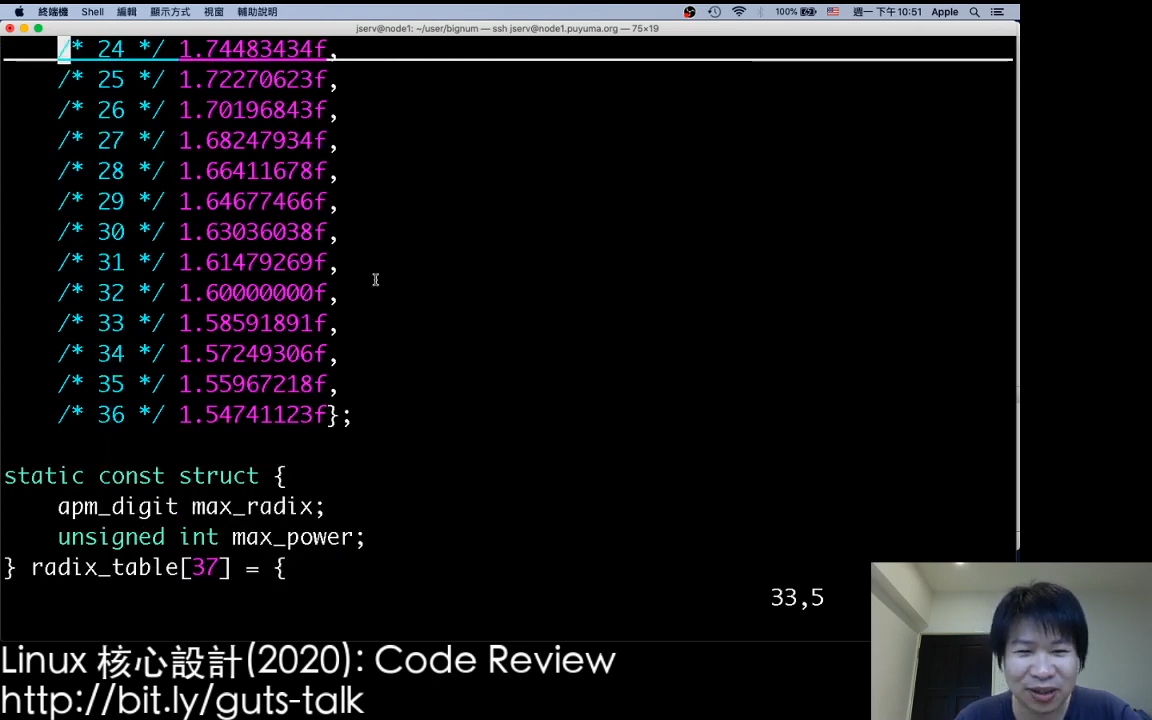 終端機 Shell 編輯 顯示方式 視窗 輔助說明 100% 週一 下午10:51 Apple
jserv@node1: ~/user/bignum — ssh jserv@node1.puyuma.org — 75×19
/* 24 */ 1.74483434f,
/* 25 */ 1.72270623f,
/* 26 */ 1.70196843f,
/* 27 */ 1.68247934f,
/* 28 */ 1.66411678f,
/* 29 */ 1.64677466f,
/* 30 */ 1.63036038f,
/* 31 */ 1.61479269f,
/* 32 */ 1.60000000f,
/* 33 */ 1.58591891f,
/* 34 */ 1.57249306f,
/* 35 */ 1.55967218f,
/* 36 */ 1.54741123f};
static const struct {
apm_digit max_radix;
unsigned int max_power;
} radix_table[37] = {
33,5
Linux 核心設計(2020): Code Review
http://bit.ly/guts-talk